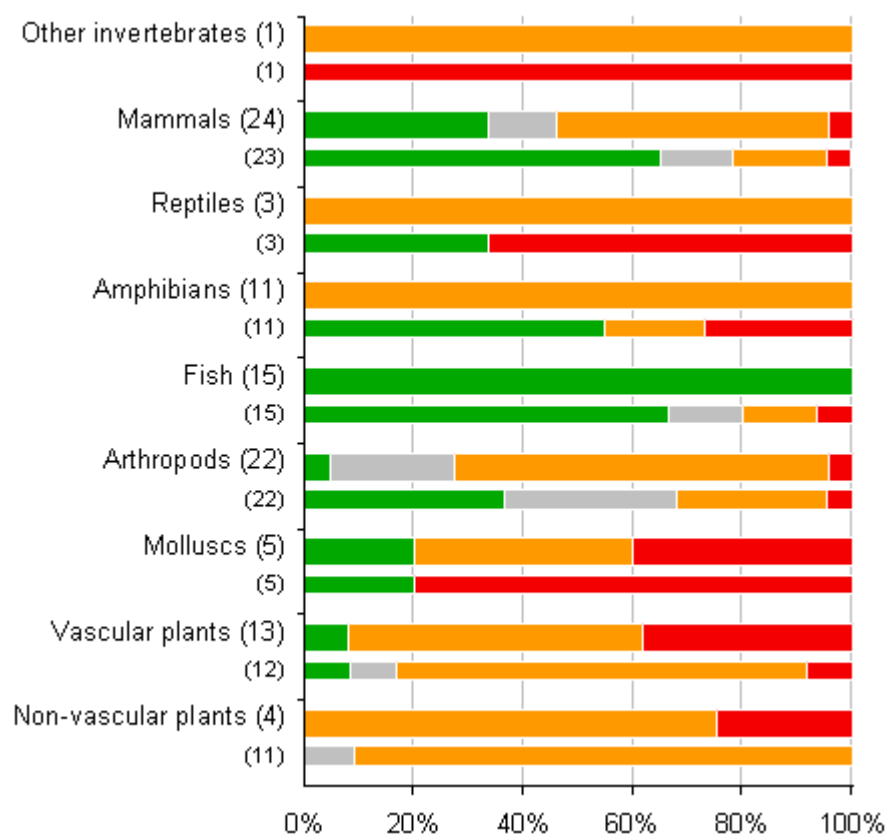 Other invertebrates (1)
(1)
Mammals (24)
(23)
Reptiles (3)
(3)
Amphibians (11)
(11)
Fish (15)
(15)
Arthropods (22)
(22)
Molluscs (5)
(5)
Vascular plants (13)
(12)
Non-vascular plants (4)
(11)
0% 20% 40% 60% 80% 100%